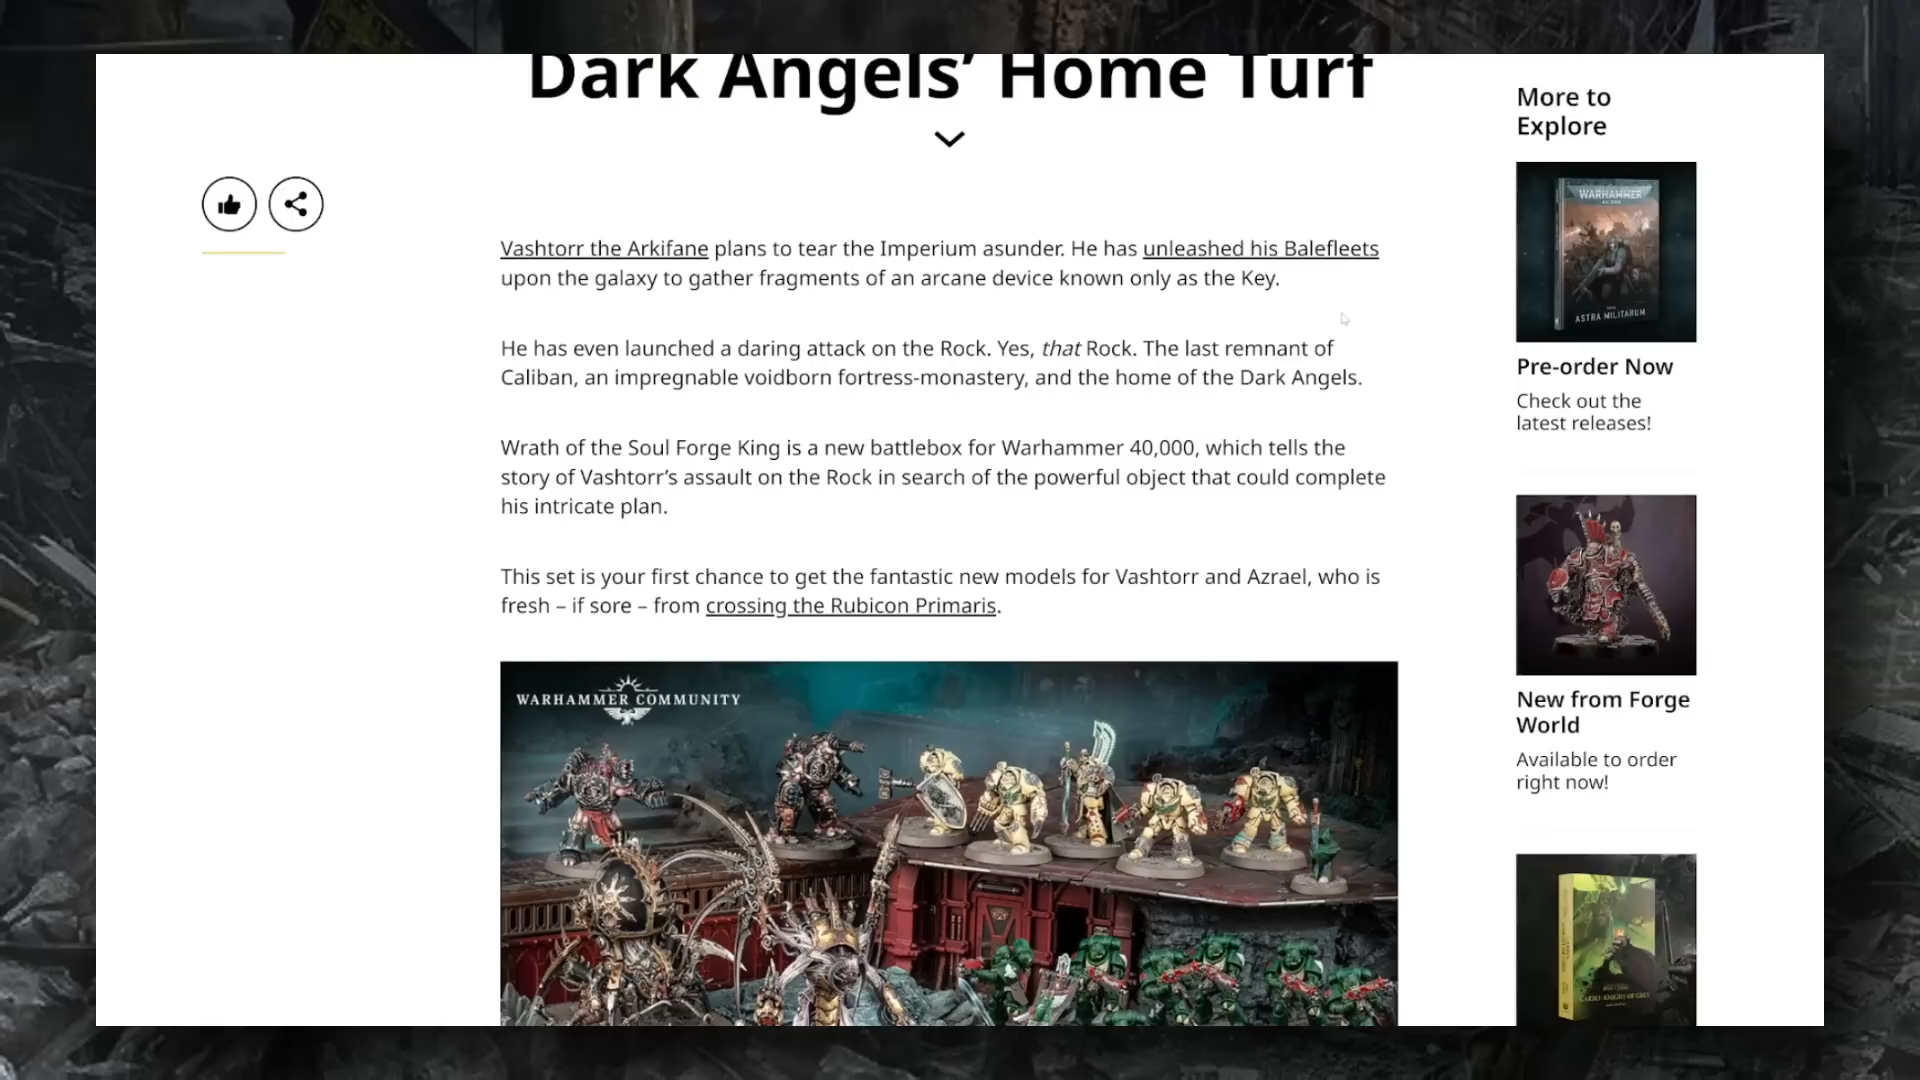 Dark Angels’ Home Turf
Vashtorr the Arkifane plans to tear the Imperium asunder. He has unleashed his Balefleets
upon the galaxy to gather fragments of an arcane device known only as the Key.
He has even launched a daring attack on the Rock. Yes, that Rock. The last remnant of
Caliban, an impregnable voidborn fortress-monastery, and the home of the Dark Angels.
Wrath of the Soul Forge King is a new battlebox for Warhammer 40,000, which tells the
story of Vashtorr’s assault on the Rock in search of the powerful object that could complete
his intricate plan.
This set is your first chance to get the fantastic new models for Vashtorr and Azrael, who is
fresh – if sore – from crossing the Rubicon Primaris.
WARHAMMER COMMUNITY
More to
Explore
WARHAMMER
40,000
ASTRA MILITARUM
Pre-order Now
Check out the
latest releases!
New from Forge
World
Available to order
right now!